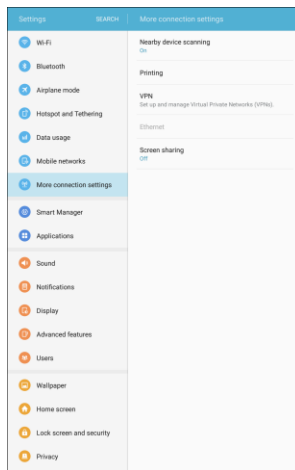 Settings
SEARCH
More connection settings
Wi-Fi
Bluetooth
Airplane mode
Hotspot and Tethering
Data usage
Mobile networks
More connection settings
Smart Manager
Applications
Sound
Notifications
Display
Advanced features
Users
Wallpaper
Home screen
Lock screen and security
Privacy
Nearby device scanning
On
Printing
VPN
Set up and manage Virtual Private Networks (VPNs).
Ethernet
Screen sharing
Off